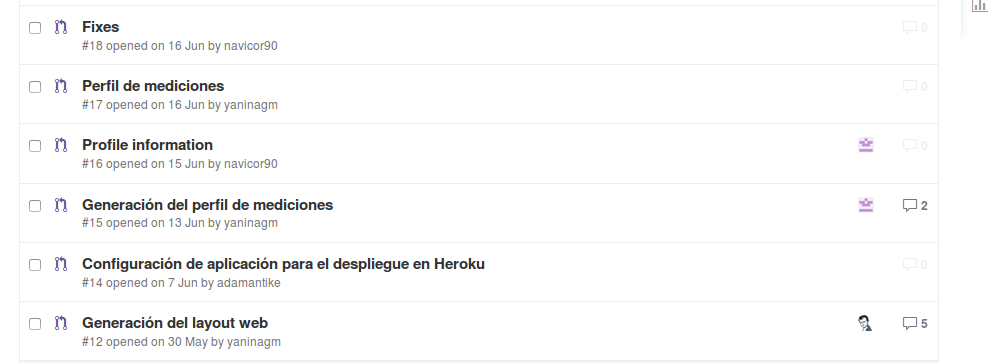 Fixes
#18 opened on 16 Jun by navicor90
0
Perfil de mediciones
#17 opened on 16 Jun by yaninagm
0
Profile information
#16 opened on 15 Jun by navicor90
0
Generación del perfil de mediciones
#15 opened on 13 Jun by yaninagm
2
Configuración de aplicación para el despliegue en Heroku
#14 opened on 7 Jun by adamantike
0
Generación del layout web
#12 opened on 30 May by yaninagm
5